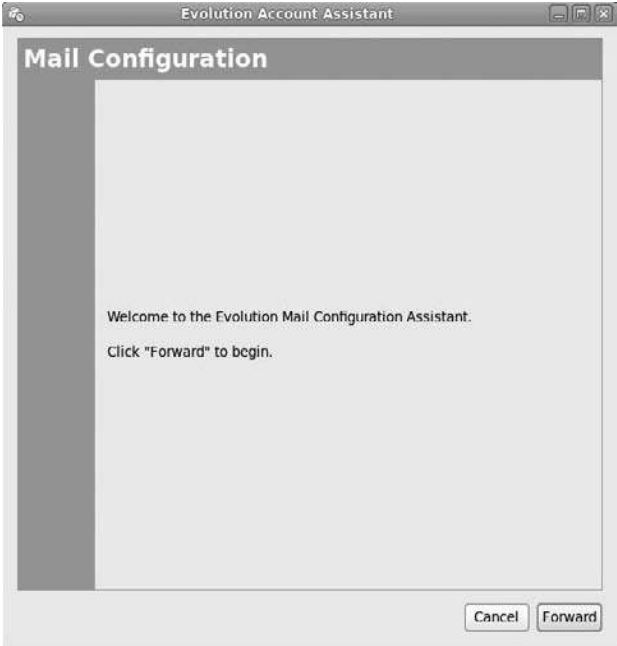 Evolution Account Assistant
Mail Configuration
Welcome to the Evolution Mail Configuration Assistant.
Click "Forward" to begin.
Cancel Forward